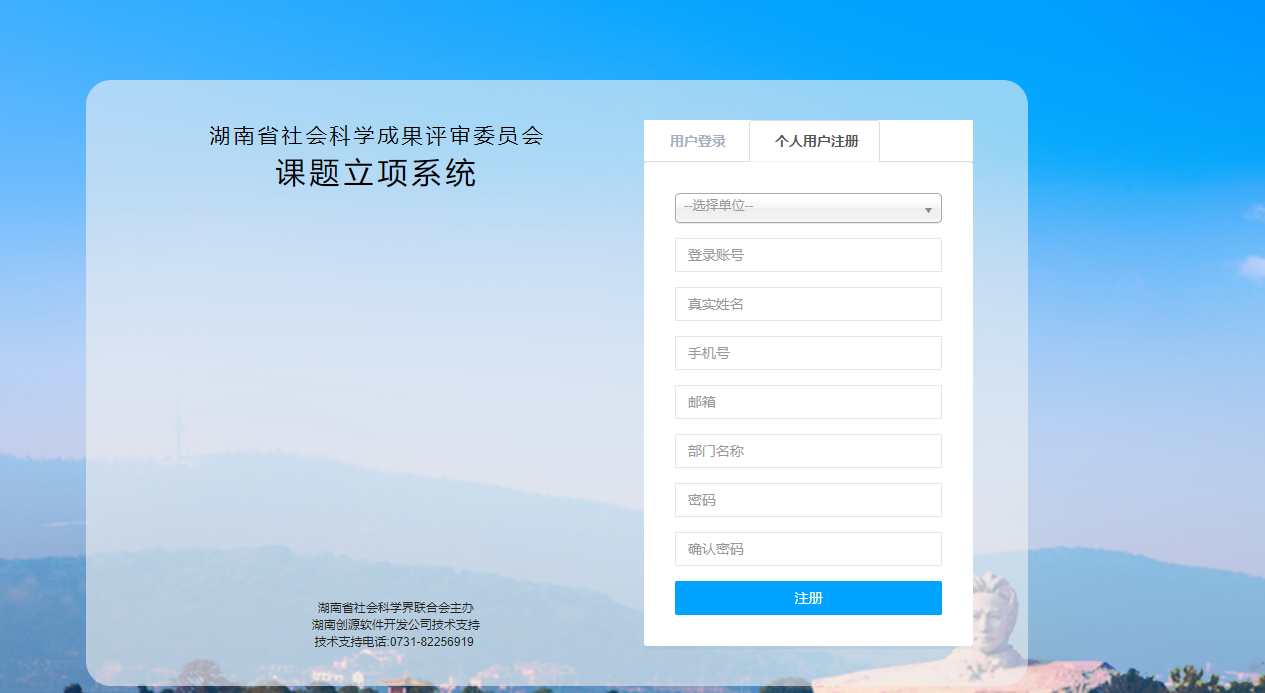 湖南省社会科学成果评审委员会
课题立项系统
用户登录
个人用户注册
--选择单位--
登录账号
真实姓名
手机号
邮箱
部门名称
密码
确认密码
注册
湖南省社会科学界联合会主办
湖南创源软件开发公司技术支持
技术支持电话:0731-82256919